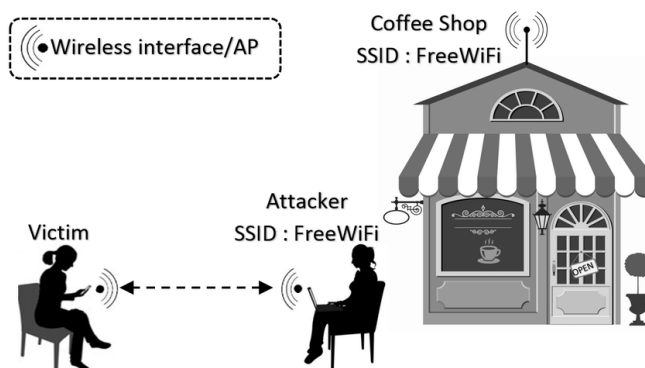 Wireless interface/AP
Coffee Shop
SSID : FreeWiFi
Attacker
SSID : FreeWiFi
Victim
OPEN